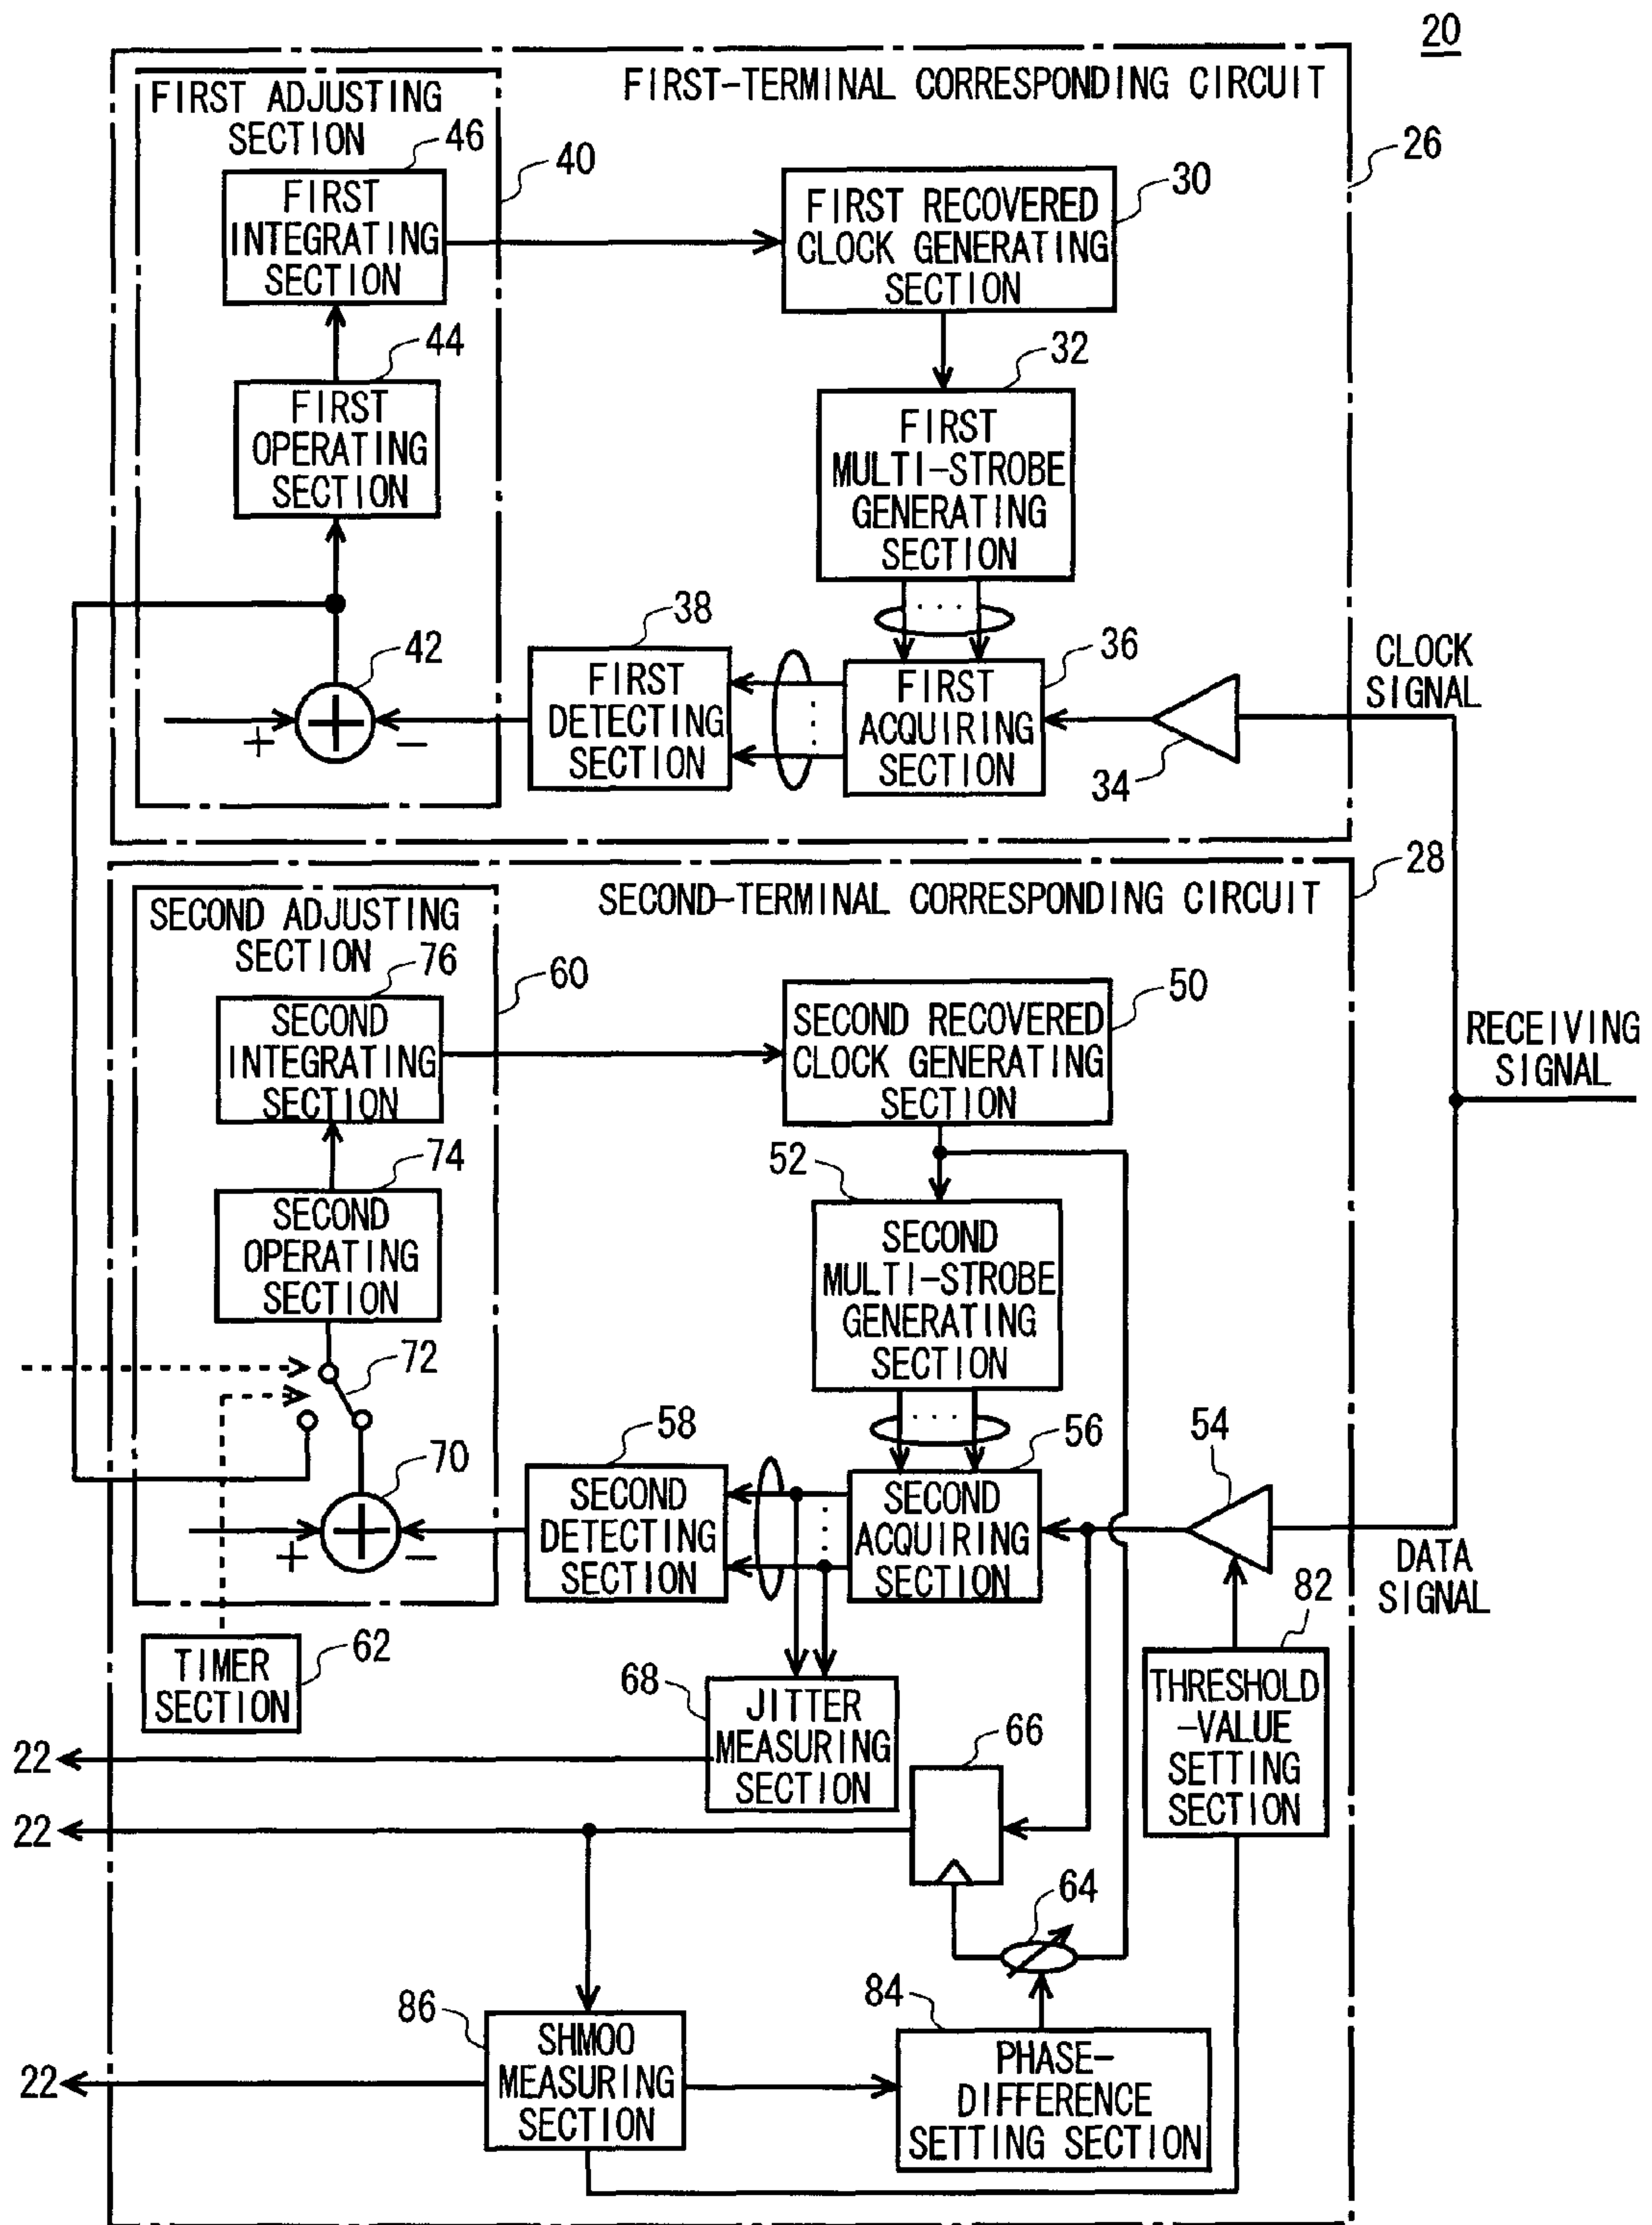 20
FIRST-TERMINAL CORRESPONDING CIRCUIT
26
FIRST ADJUSTING
SECTION
40
46
FIRST
INTEGRATING
SECTION
44
FIRST
OPERATING
SECTION
42
+
−
30
FIRST RECOVERED
CLOCK GENERATING
SECTION
32
FIRST
MULTI-STROBE
GENERATING
SECTION
38
FIRST
DETECTING
SECTION
36
FIRST
ACQUIRING
SECTION
34
CLOCK
SIGNAL
28
SECOND-TERMINAL CORRESPONDING CIRCUIT
SECOND ADJUSTING
SECTION
60
76
SECOND
INTEGRATING
SECTION
74
SECOND
OPERATING
SECTION
72
70
+
−
50
SECOND RECOVERED
CLOCK GENERATING
SECTION
RECEIVING
SIGNAL
52
SECOND
MULTI-STROBE
GENERATING
SECTION
58
SECOND
DETECTING
SECTION
56
SECOND
ACQUIRING
SECTION
54
DATA
SIGNAL
62
TIMER
SECTION
68
JITTER
MEASURING
SECTION
22
66
22
82
THRESHOLD
-VALUE
SETTING
SECTION
64
86
SHMOO
MEASURING
SECTION
22
84
PHASE-
DIFFERENCE
SETTING SECTION